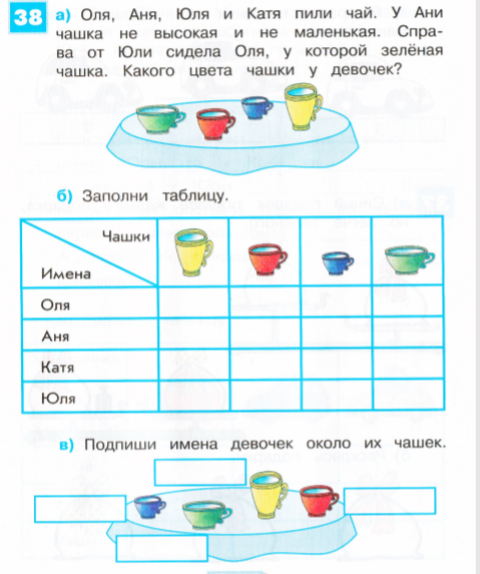 38 а) Оля, Аня, Юля и Катя пили чай. У Ани
чашка не высокая и не маленькая. Спра-
ва от Юли сидела Оля, у которой зелёная
чашка. Какого цвета чашки у девочек?
б) Заполни таблицу.
Чашки
Имена
Оля
Аня
Катя
Юля
в) Подпиши имена девочек около их чашек.